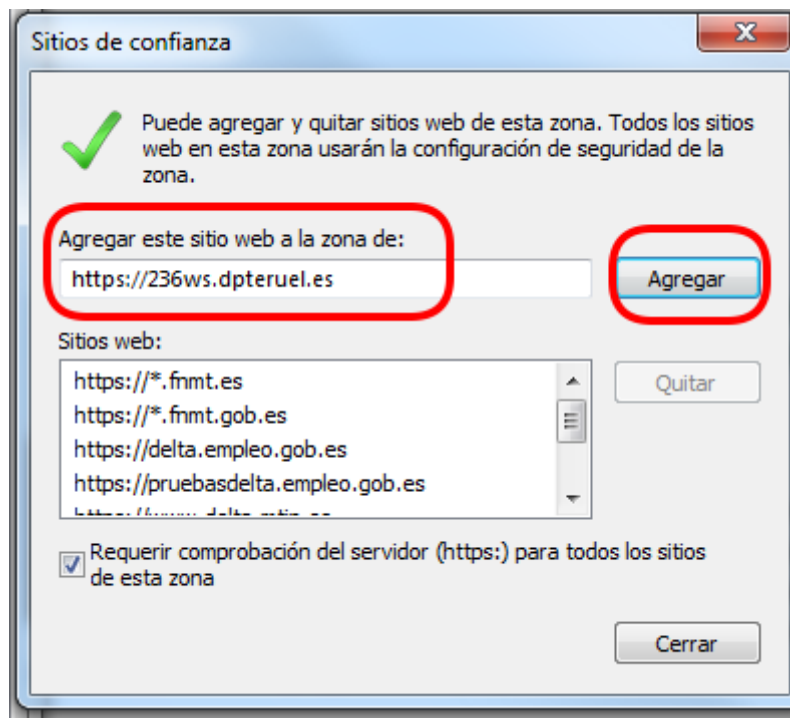 Sitios de confianza
Puede agregar y quitar sitios web de esta zona. Todos los sitios
web en esta zona usarán la configuración de seguridad de la
zona.
Agregar este sitio web a la zona de:
https://236ws.dpteruel.es
Agregar
Sitios web:
https://*.fnmt.es
https://*.fnmt.gob.es
https://delta.empleo.gob.es
https://pruebasdelta.empleo.gob.es
Quitar
Requerir comprobación del servidor (https:) para todos los sitios
de esta zona
Cerrar